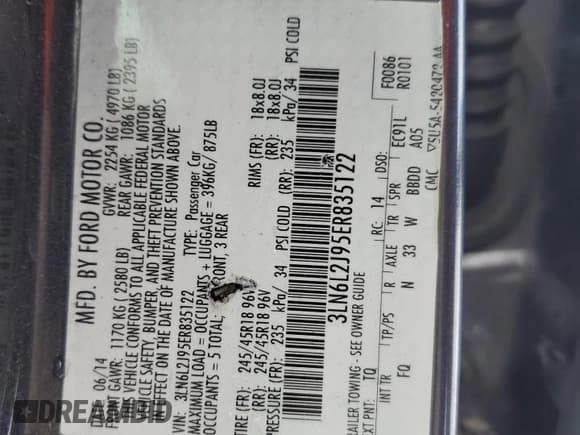 MFD. BY FORD MOTOR CO.
06/14 GVWR: 2254 KG ( 4970 LB)
FRONT GAWR: 1170 KG ( 2580 LB) REAR GAWR: 1086 KG ( 2395 LB)
THIS VEHICLE CONFORMS TO ALL APPLICABLE FEDERAL MOTOR
VEHICLE SAFETY, BUMPER, AND THEFT PREVENTION STANDARDS
IN EFFECT ON THE DATE OF MANUFACTURE SHOWN ABOVE.
VIN: 3LN6L2J95ER835122 TYPE: Passenger Car
MAXIMUM LOAD = OCCUPANTS + LUGGAGE = 396KG/ 875LB
OCCUPANTS = 5 TOTAL, FRONT, 3 REAR
TIRE (FR): 245/45R18 96V RIMS (FR): 18x8.0J
(RR): 245/45R18 96V (RR): 18x8.0J
PRESSURE (FR): 235 kPa/ 34 PSI COLD (RR): 235 kPa/ 34 PSI COLD
3LN6L2J95ER835122
TRAILER TOWING - SEE OWNER GUIDE
EXT PNT: TQ RC: 14 DSO: F0086
INT TR TP/PS R AXLE TR SPR EC91L R0101
FQ N 33 W BBDD A05
CMC 5U5A-5420472-AA
DREAMBID